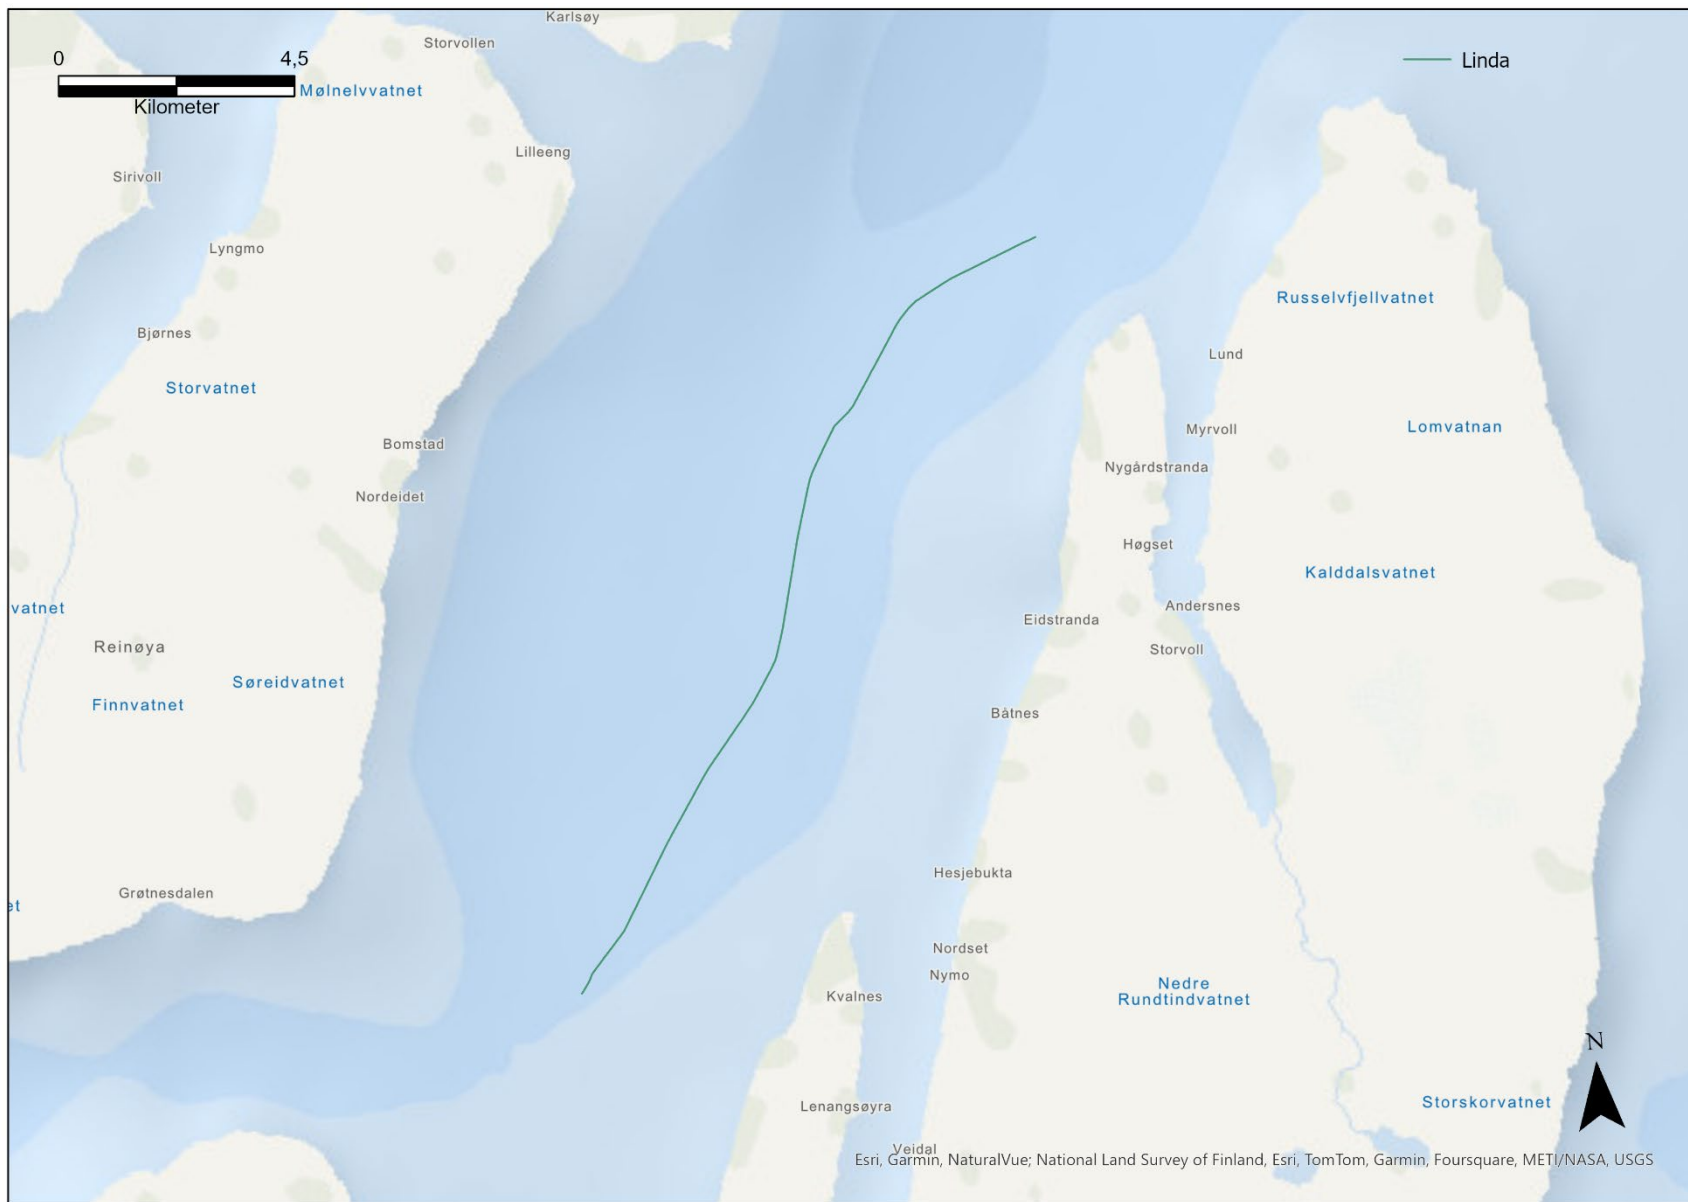 Karlsøy
Storvollen
0 4,5
Linda
Mølnelvvatnet
Kilometer
Lilleeng
Sirivoll
Lyngmo
Russelvfjellvatnet
Bjørnes
Lund
Storvatnet
Lomvatnan
Myrvoll
Bomstad
Nygårdstranda
Nordeidet
Høgset
Kalddalsvatnet
vatnet
Andersnes
Eidstranda
Reinøya
Storvoll
Søreidvatnet
Finnvatnet
Båtnes
Hesjebukta
Grøtnesdalen
et
Nordset
Nymo
Nedre
Rundtindvatnet
Kvalnes
N
Storskorvatnet
Lenangsøyra
Veidal
Esri, Garmin, NaturalVue; National Land Survey of Finland, Esri, TomTom, Garmin, Foursquare, METI/NASA, USGS